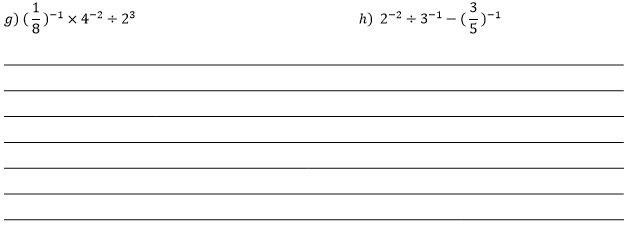 g) (1/8)⁻¹ × 4⁻² ÷ 2³ h) 2⁻² ÷ 3⁻¹ − (3/5)⁻¹